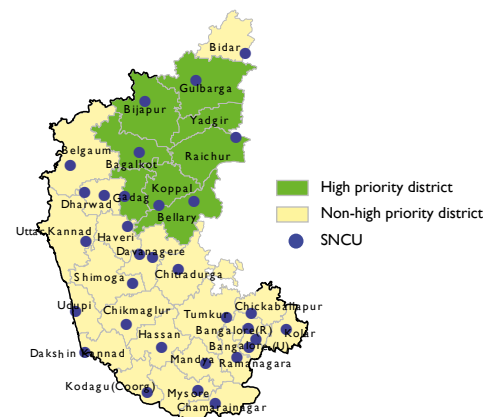 Bidar
Gulbarga
Bijapur
Yadgir
Belgaum
Bagalkot
Raichur
Koppal
High priority district
Dharwad
Gadag
Bellary
Non-high priority district
Uttar Kannad
Haveri
SNCU
Davanagere
Shimoga
Chitradurga
Udupi
Chikmaglur
Tumkur
Chickaballapur
Hassan
Bangalore(R)
Kolar
Bangalore(U)
Dakshin Kannad
Mandya
Ramanagara
Kodagu(Coorg)
Mysore
Chamarajnagar